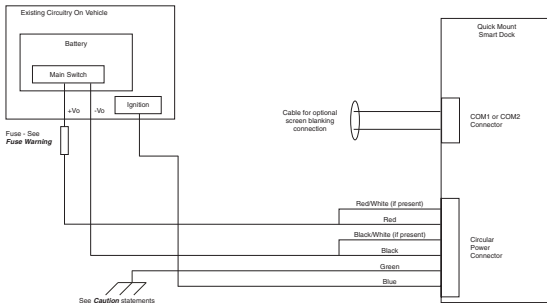 Existing Circuitry On Vehicle
Battery
Main Switch
+Vo
-Vo
Ignition
Fuse - See
Fuse Warning
Quick Mount
Smart Dock
Cable for optional
screen blanking
connection
COM1 or COM2
Connector
Red/White (if present)
Red
Black/White (if present)
Black
Green
Blue
Circular
Power
Connector
See Caution statements